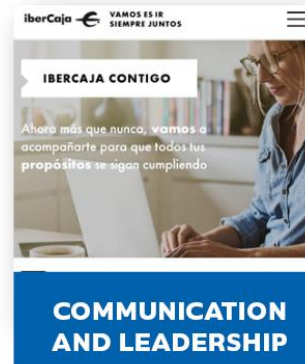 iberCaja
VAMOS ES IR
SIEMPRE JUNTOS
IBERCAJA CONTIGO
Ahora más que nunca, vamos a
acompañarte para que todos tus
propósitos se sigan cumpliendo
COMMUNICATION
AND LEADERSHIP